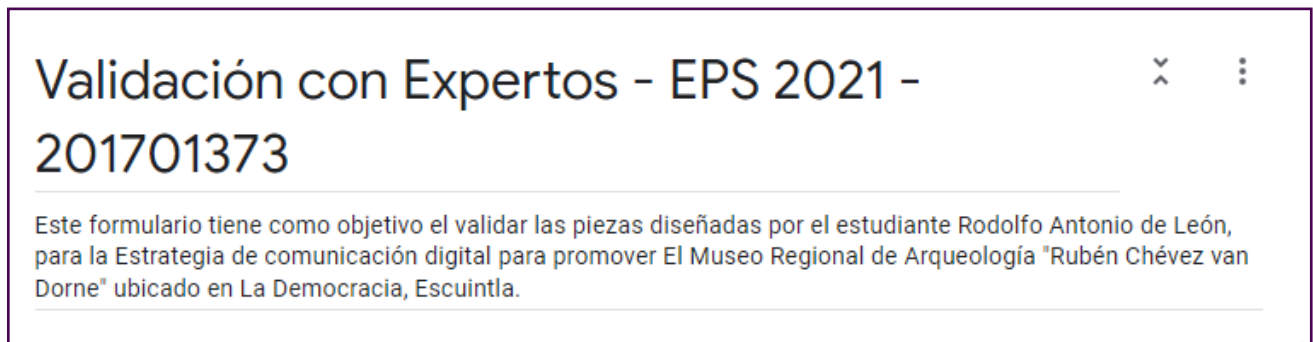 Validación con Expertos - EPS 2021 -
201701373
Este formulario tiene como objetivo el validar las piezas diseñadas por el estudiante Rodolfo Antonio de León,
para la Estrategia de comunicación digital para promover El Museo Regional de Arqueología "Rubén Chévez van
Dorne" ubicado en La Democracia, Escuintla.